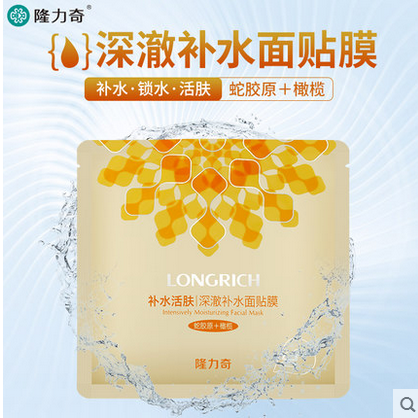 隆力奇®
深澈补水面贴膜
补水·锁水·活肤 蛇胶原+橄榄
LONGRICH
补水活肤|深澈补水面贴膜
Intensively Moisturizing Facial Mask
蛇胶原+橄榄
隆力奇